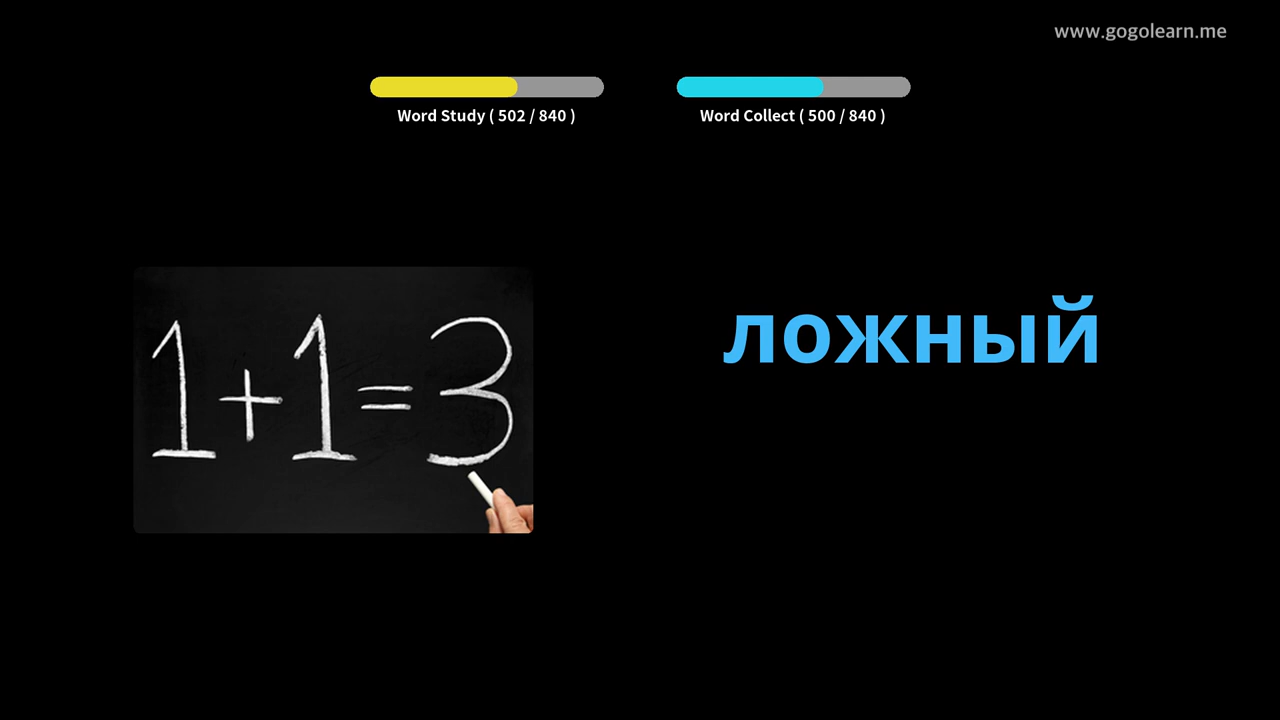 www.gogolearn.me
Word Study ( 502 / 840 )
Word Collect ( 500 / 840 )
1+1=3
ложный